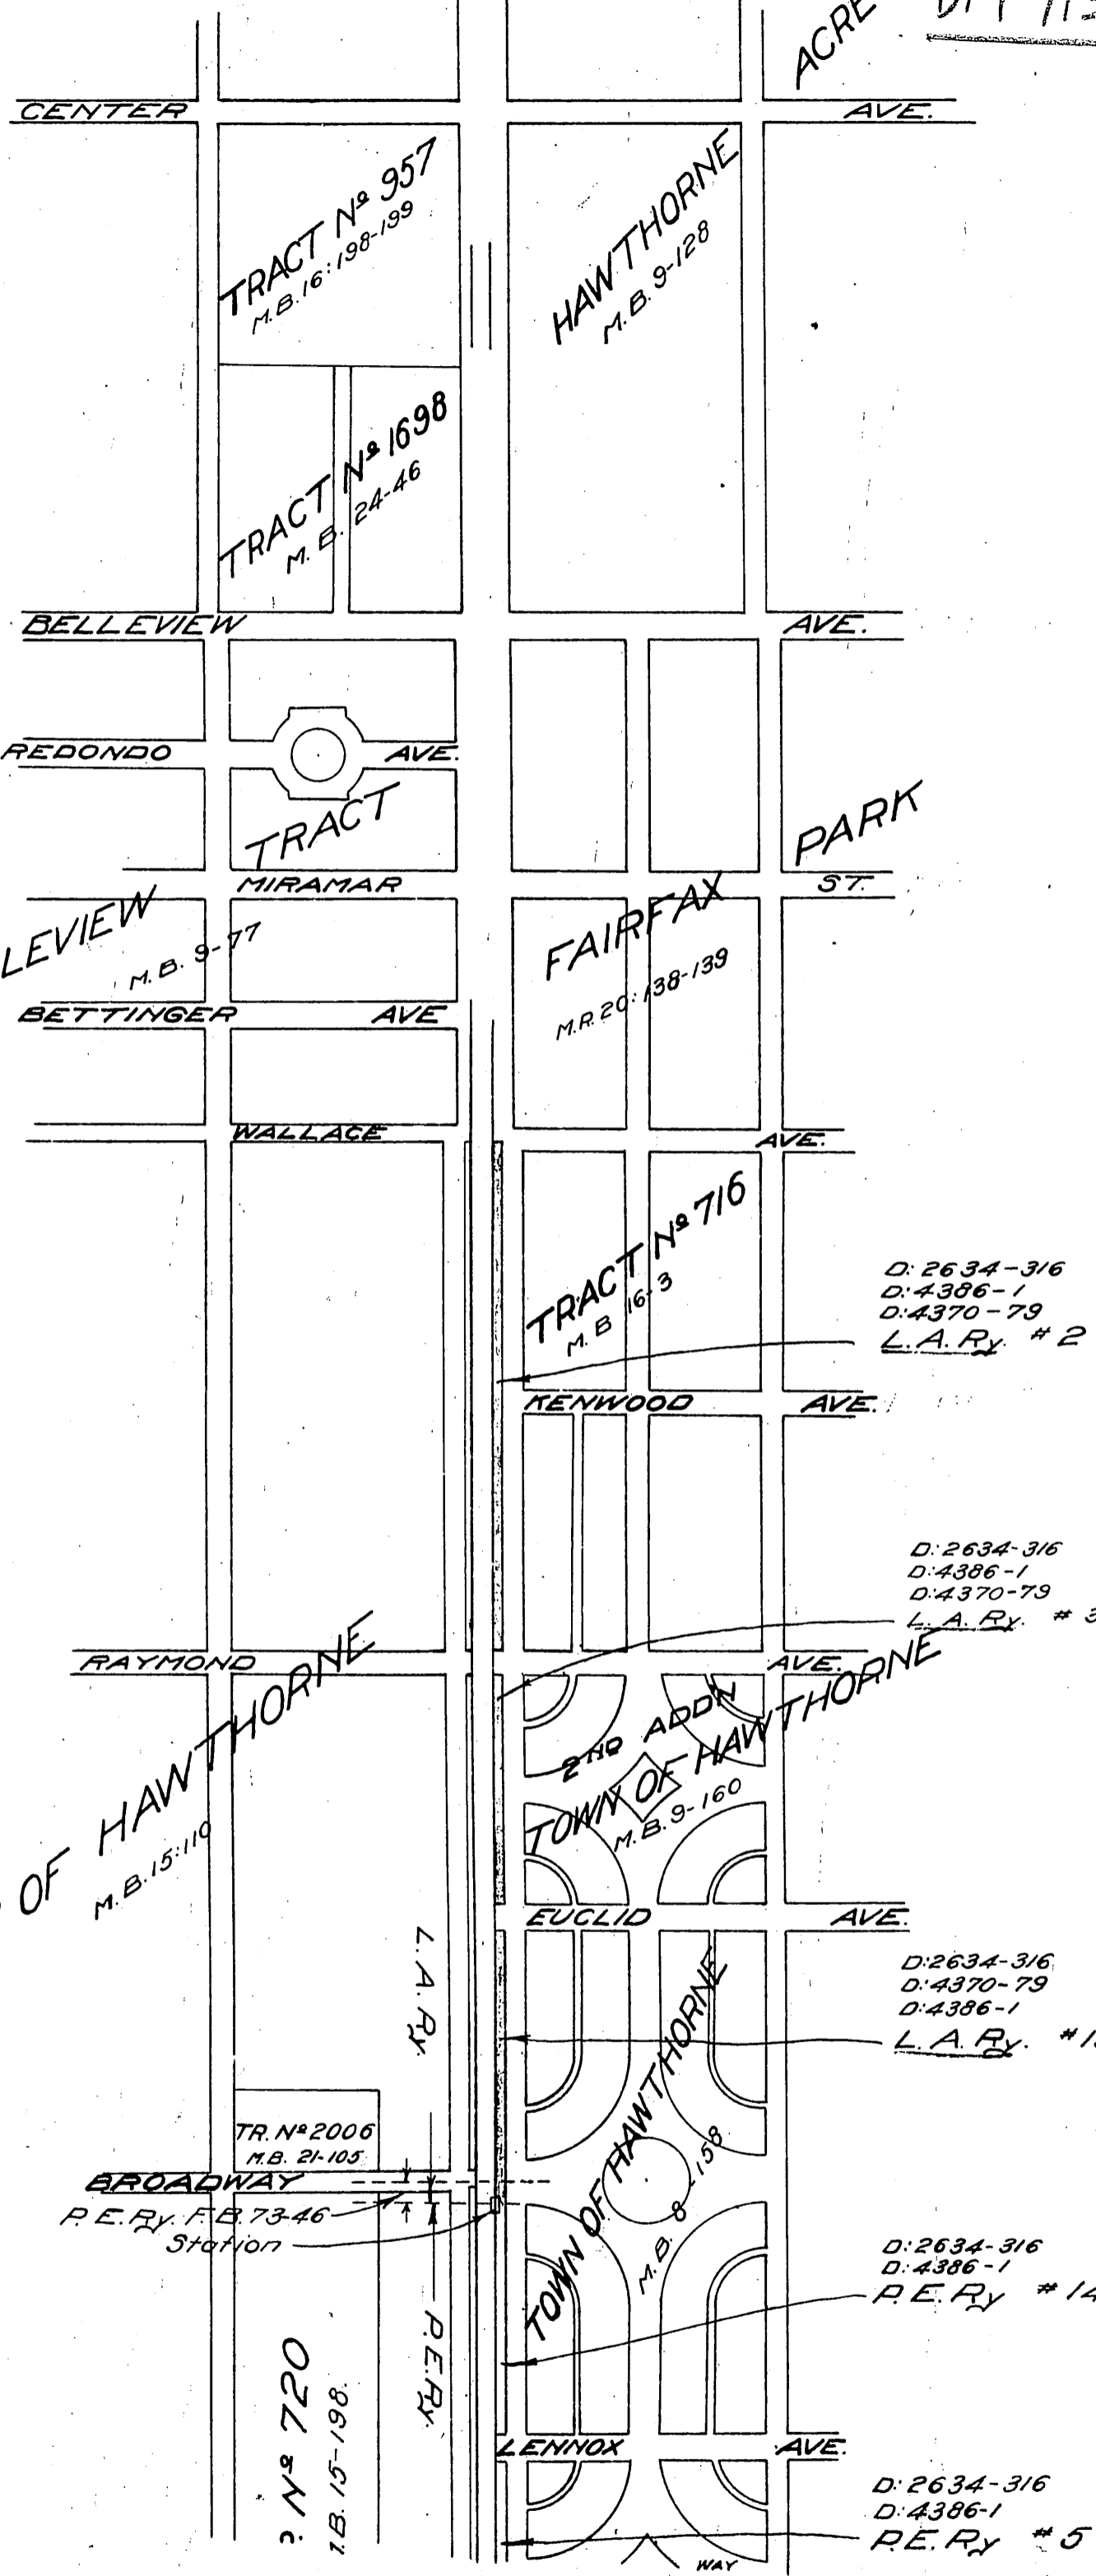 ACRE
CENTER AVE.
TRACT Nº 957
M.B. 16:198-199
HAWTHORNE
M.B. 9-128
TRACT Nº 1698
M. B. 24-46
BELLEVIEW AVE.
REDONDO AVE.
TRACT
PARK
MIRAMAR ST.
LEVIEW
M.B. 9-77
FAIRFAX
M.R. 20:138-139
BETTINGER AVE
WALLACE AVE.
TRACT Nº 716
M. B 16-3
D: 2634-316
D: 4386-1
D: 4370-79
L.A. Ry. #2
KENWOOD AVE.
D: 2634-316
D: 4386-1
D: 4370-79
L. A. Ry. #3
RAYMOND AVE.
OF HAWTHORNE
M.B. 15:110
2ND ADD'N
TOWN OF HAWTHORNE
M.B. 9-160
EUCLID AVE.
L.A. Ry.
D: 2634-316
D: 4370-79
D: 4386-1
L. A. Ry.
TOWN OF HAWTHORNE
M.B. 8-158
TR. Nº 2006
M.B. 21-105
BROADWAY
P.E.Ry. F.B. 73-46
Station
D: 2634-316
D: 4386-1
P.E. Ry #14
P.E.Ry.
Nº 720
.B. 15-198.
LENNOX AVE.
D: 2634-316
D: 4386-1
P.E. Ry #5
WAY